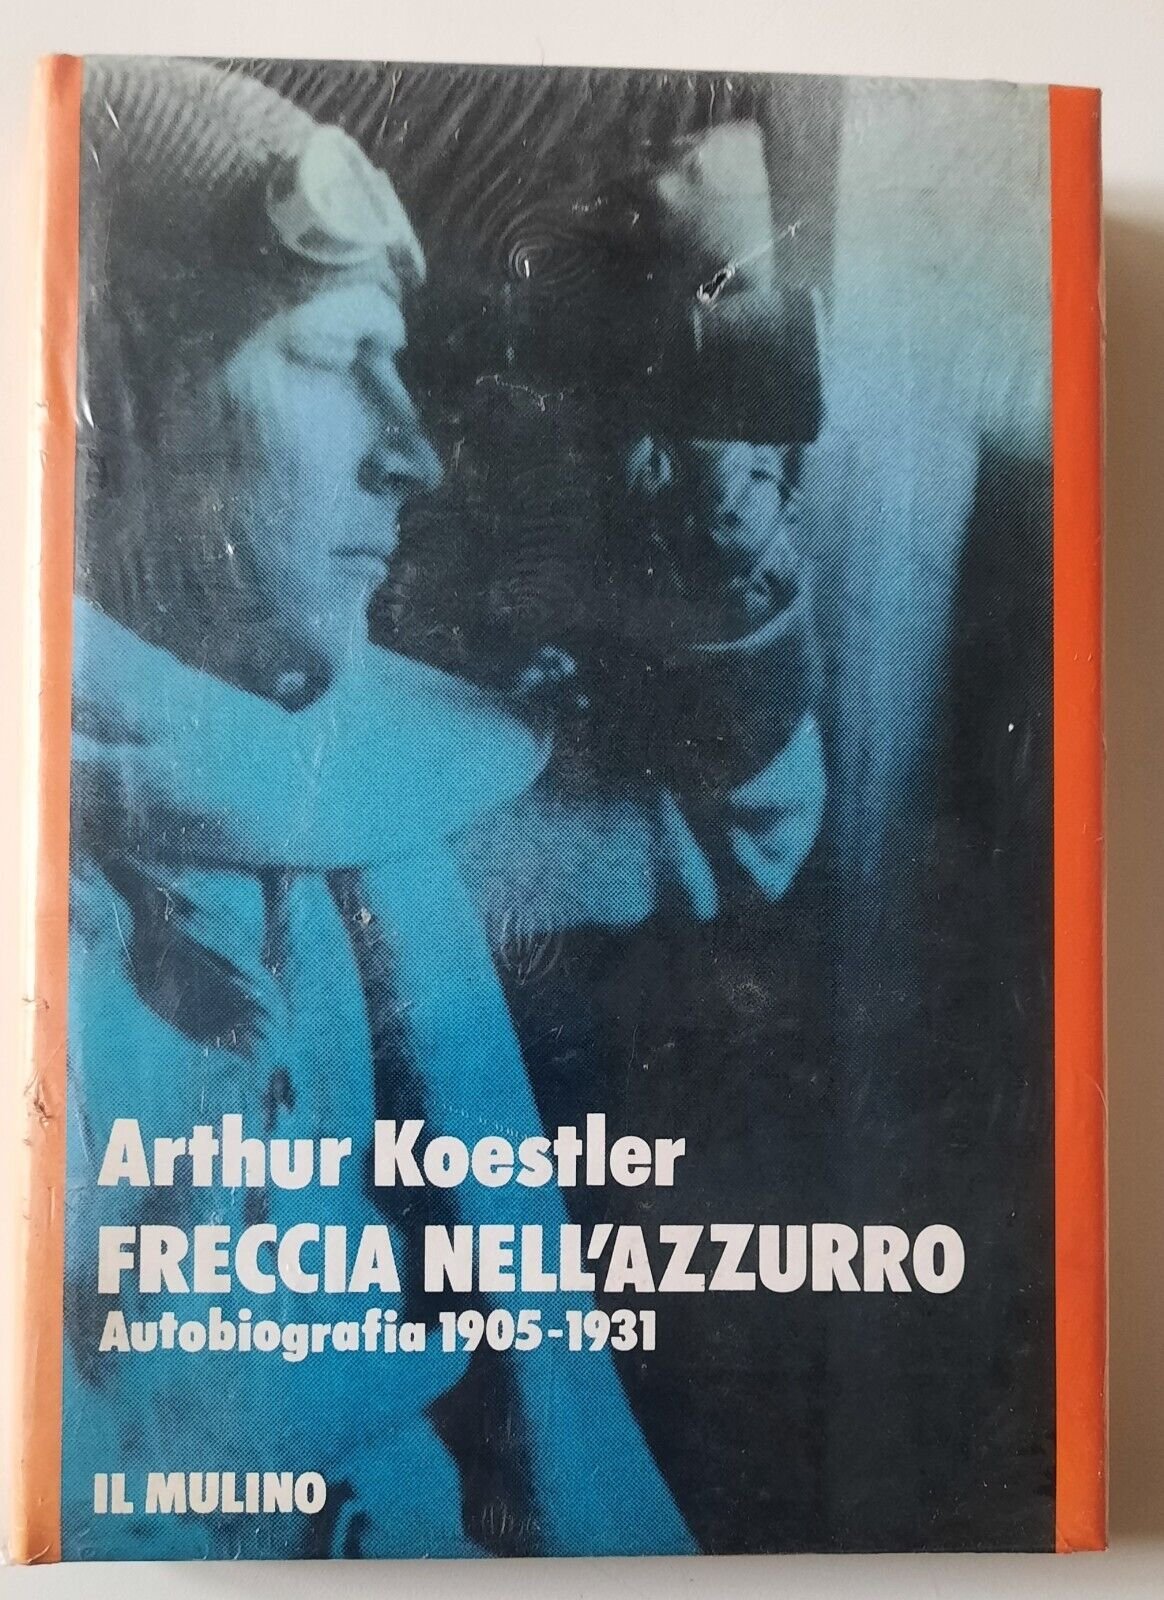 Arthur Koestler
FRECCIA NELL'AZZURRO
Autobiografia 1905-1931
IL MULINO